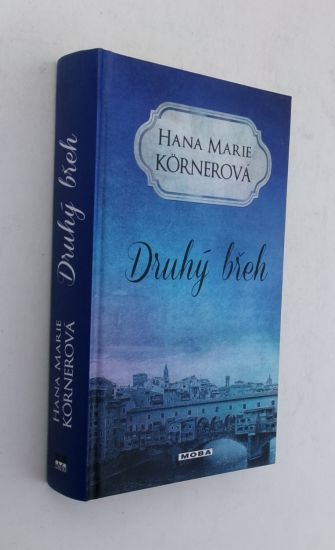 HANA MARIE
KÖRNEROVÁ
Druhý břeh
MOBA
HANA MARIE
KÖRNEROVÁ
Druhý břeh